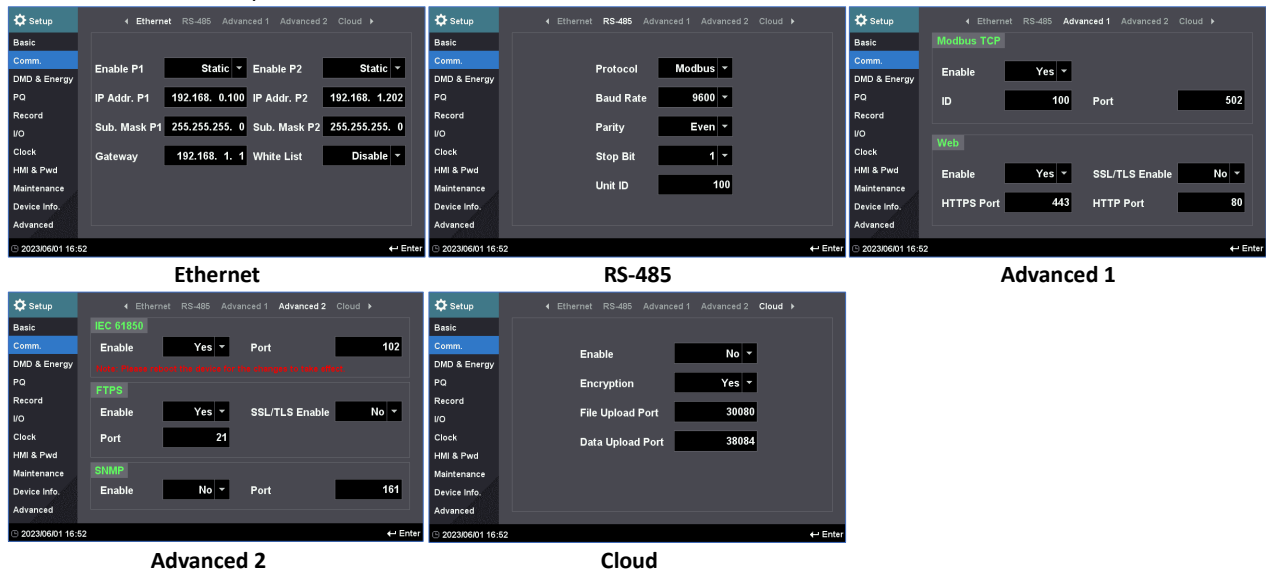 Setup
Ethernet RS-485 Advanced 1 Advanced 2 Cloud
Basic
Comm.
DMD & Energy
PQ
Record
I/O
Clock
HMI & Pwd
Maintenance
Device Info.
Advanced
Enable P1 Static Enable P2 Static
IP Addr. P1 192.168. 0.100 IP Addr. P2 192.168. 1.202
Sub. Mask P1 255.255.255. 0 Sub. Mask P2 255.255.255. 0
Gateway 192.168. 1. 1 White List Disable
2023/06/01 16:52 Enter
Ethernet
Setup
Ethernet RS-485 Advanced 1 Advanced 2 Cloud
Basic
Comm.
DMD & Energy
PQ
Record
I/O
Clock
HMI & Pwd
Maintenance
Device Info.
Advanced
Protocol Modbus
Baud Rate 9600
Parity Even
Stop Bit 1
Unit ID 100
2023/06/01 16:52 Enter
RS-485
Setup
Ethernet RS-485 Advanced 1 Advanced 2 Cloud
Basic
Comm.
DMD & Energy
PQ
Record
I/O
Clock
HMI & Pwd
Maintenance
Device Info.
Advanced
Modbus TCP
Enable Yes
ID 100 Port 502
Web
Enable Yes SSL/TLS Enable No
HTTPS Port 443 HTTP Port 80
2023/06/01 16:52 Enter
Advanced 1
Setup
Ethernet RS-485 Advanced 1 Advanced 2 Cloud
Basic
Comm.
DMD & Energy
PQ
Record
I/O
Clock
HMI & Pwd
Maintenance
Device Info.
Advanced
IEC 61850
Enable Yes Port 102
FTPS
Enable Yes SSL/TLS Enable No
Port 21
SNMP
Enable No Port 161
2023/06/01 16:52 Enter
Advanced 2
Setup
Ethernet RS-485 Advanced 1 Advanced 2 Cloud
Basic
Comm.
DMD & Energy
PQ
Record
I/O
Clock
HMI & Pwd
Maintenance
Device Info.
Advanced
Enable No
Encryption Yes
File Upload Port 30080
Data Upload Port 38084
2023/06/01 16:52 Enter
Cloud